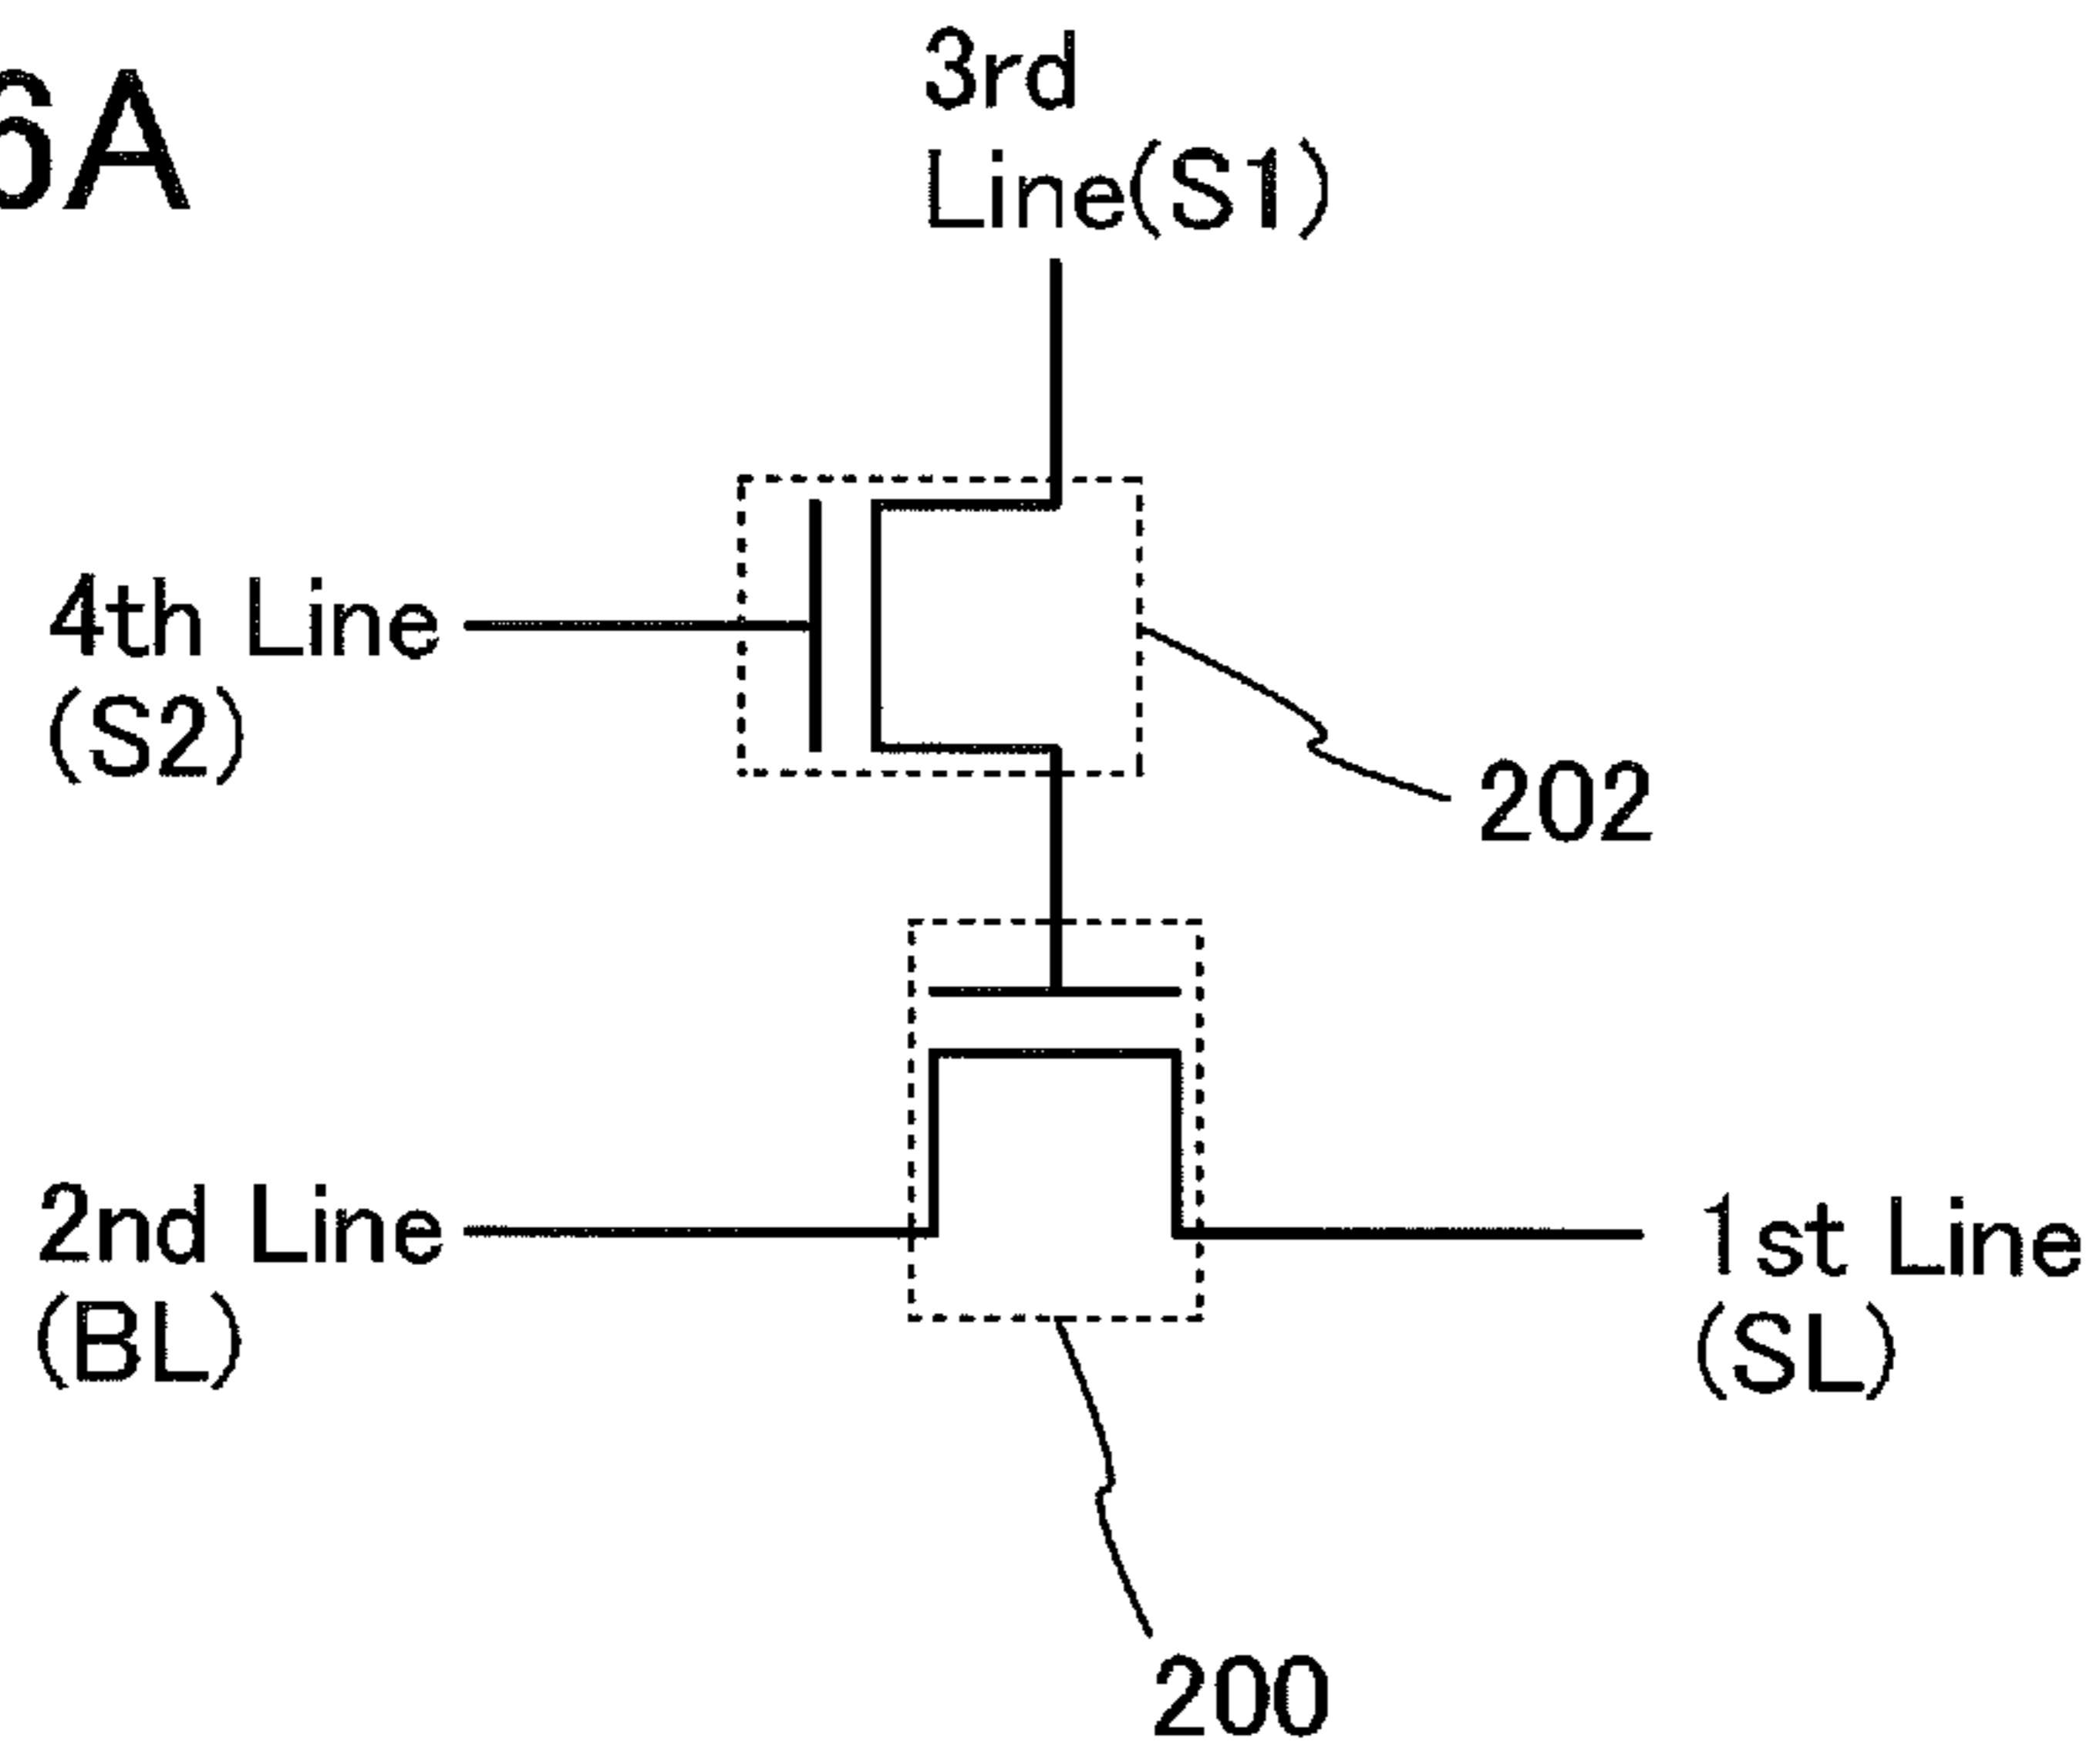 6A
3rd
Line(S1)
4th Line
(S2)
202
2nd Line
(BL)
1st Line
(SL)
200